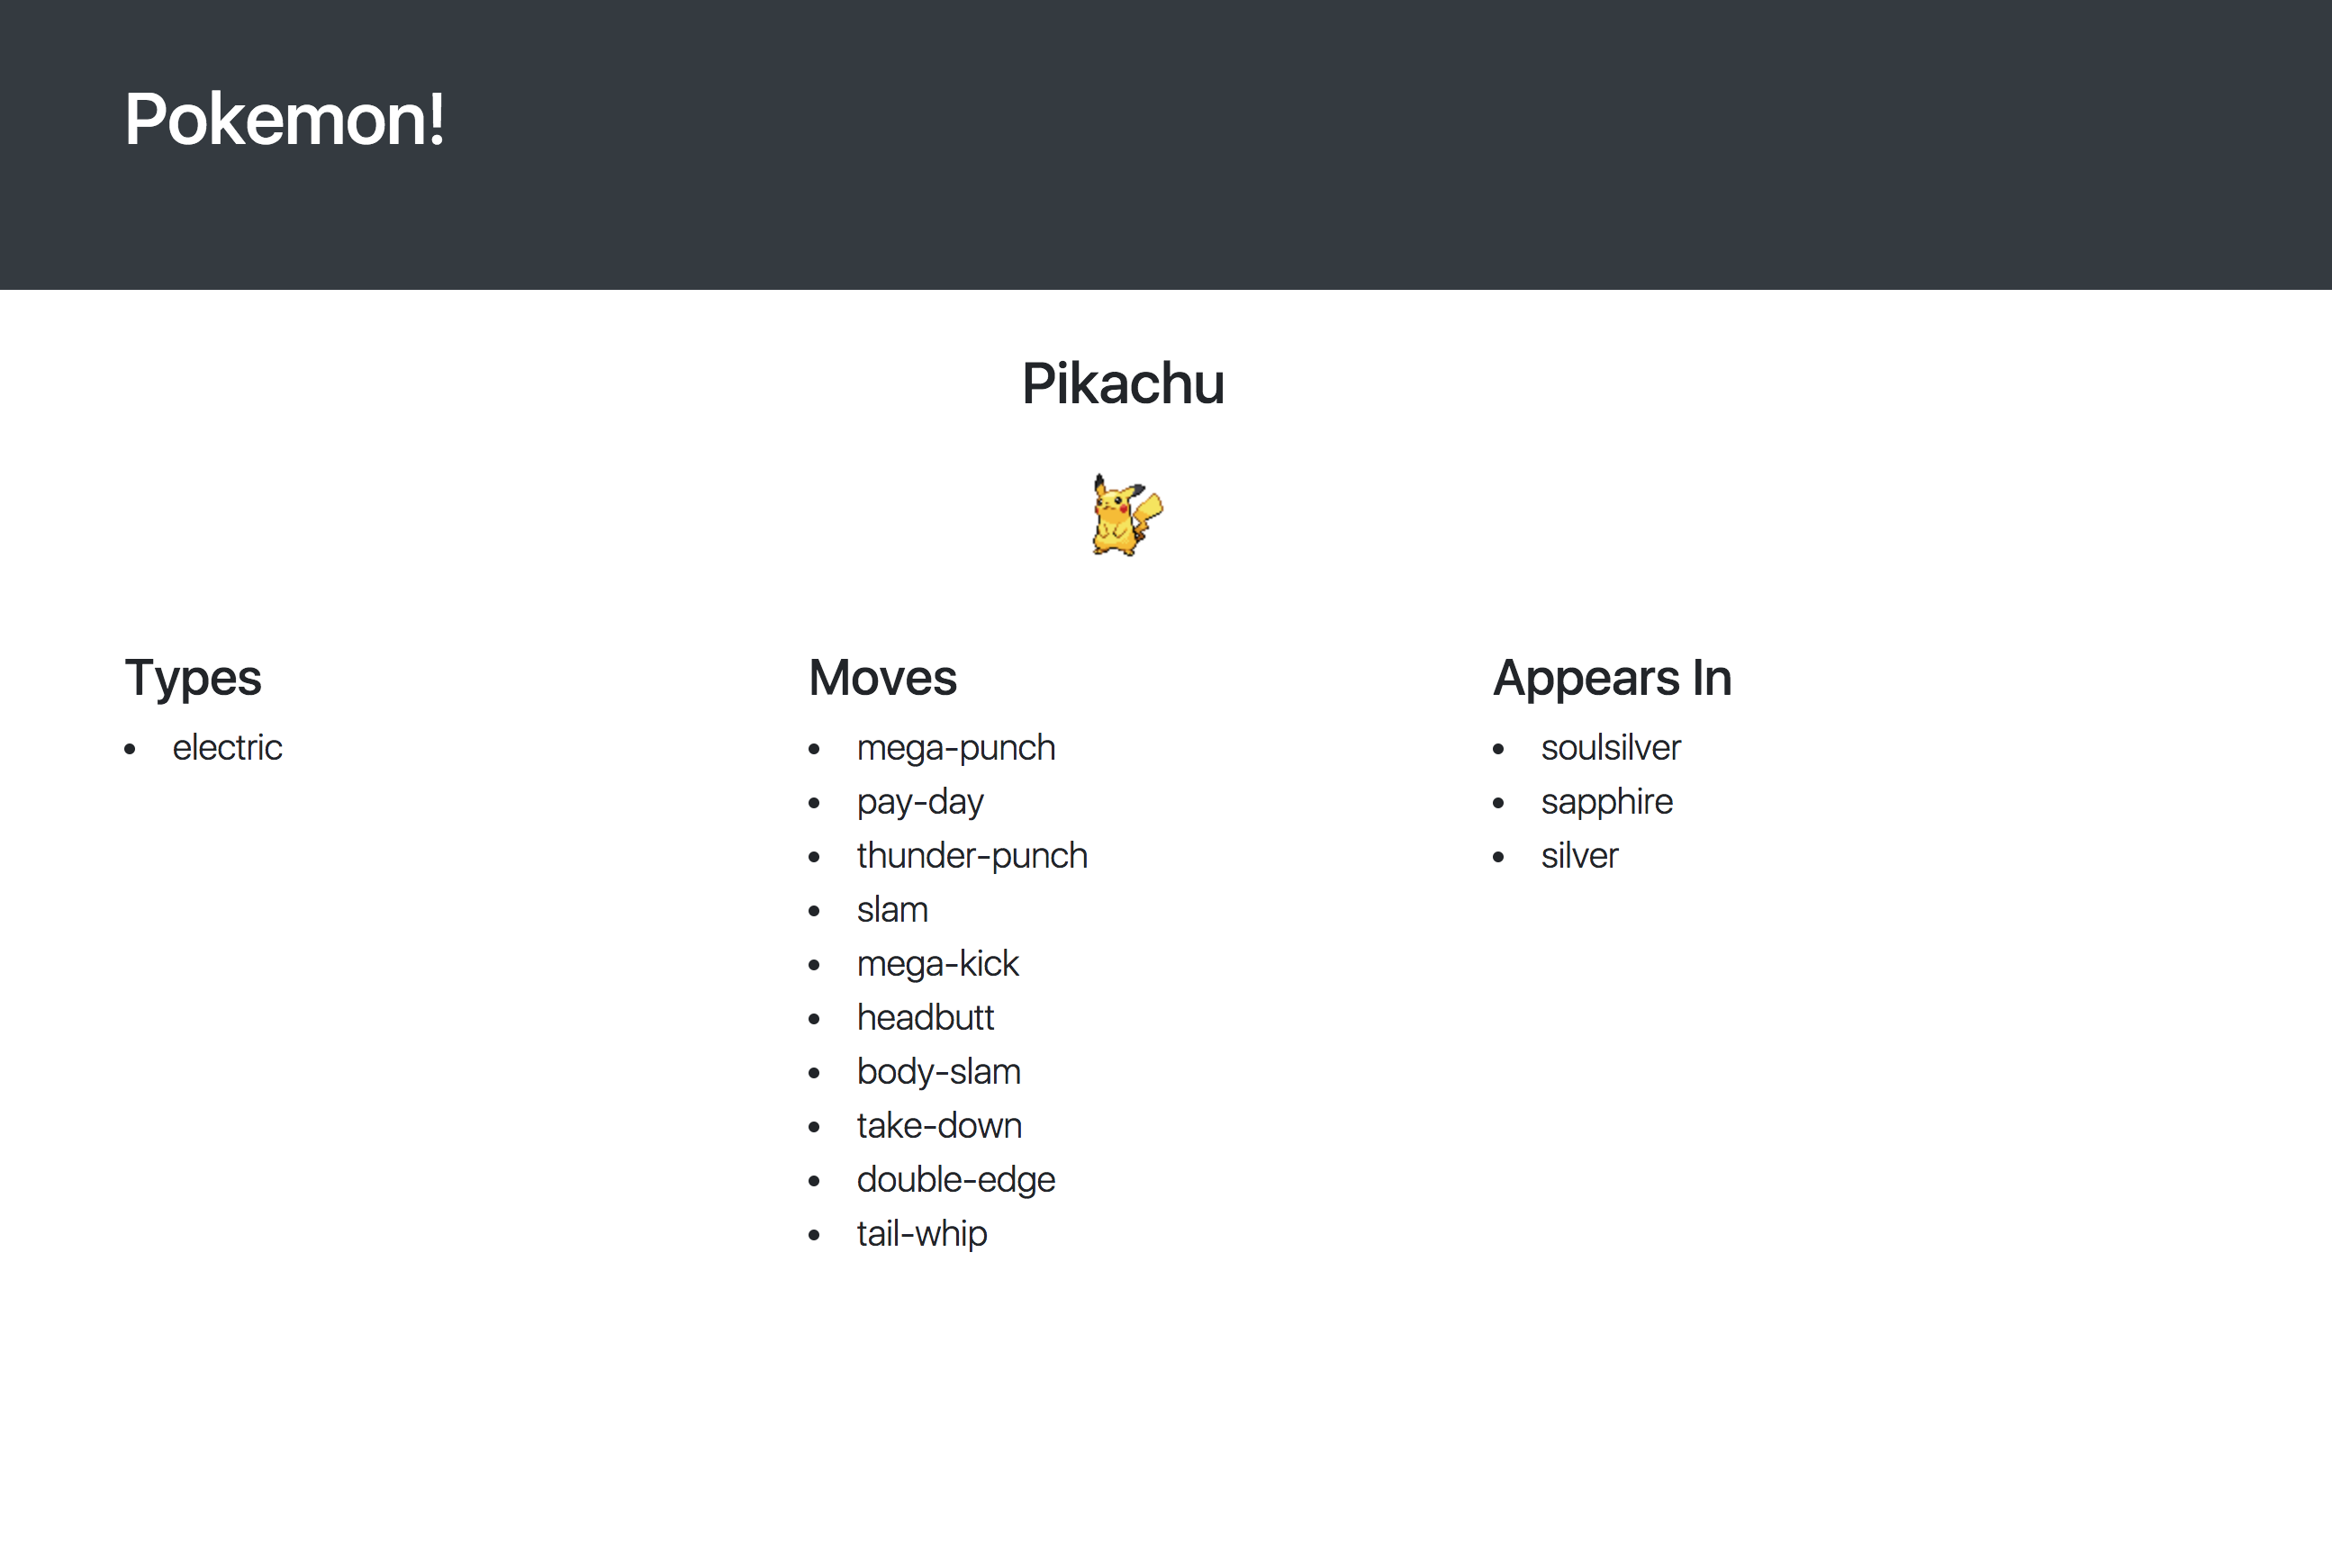 Pokemon!
Pikachu
Types
electric
Moves
mega-punch
pay-day
thunder-punch
slam
mega-kick
headbutt
body-slam
take-down
double-edge
tail-whip
Appears In
soulsilver
sapphire
silver